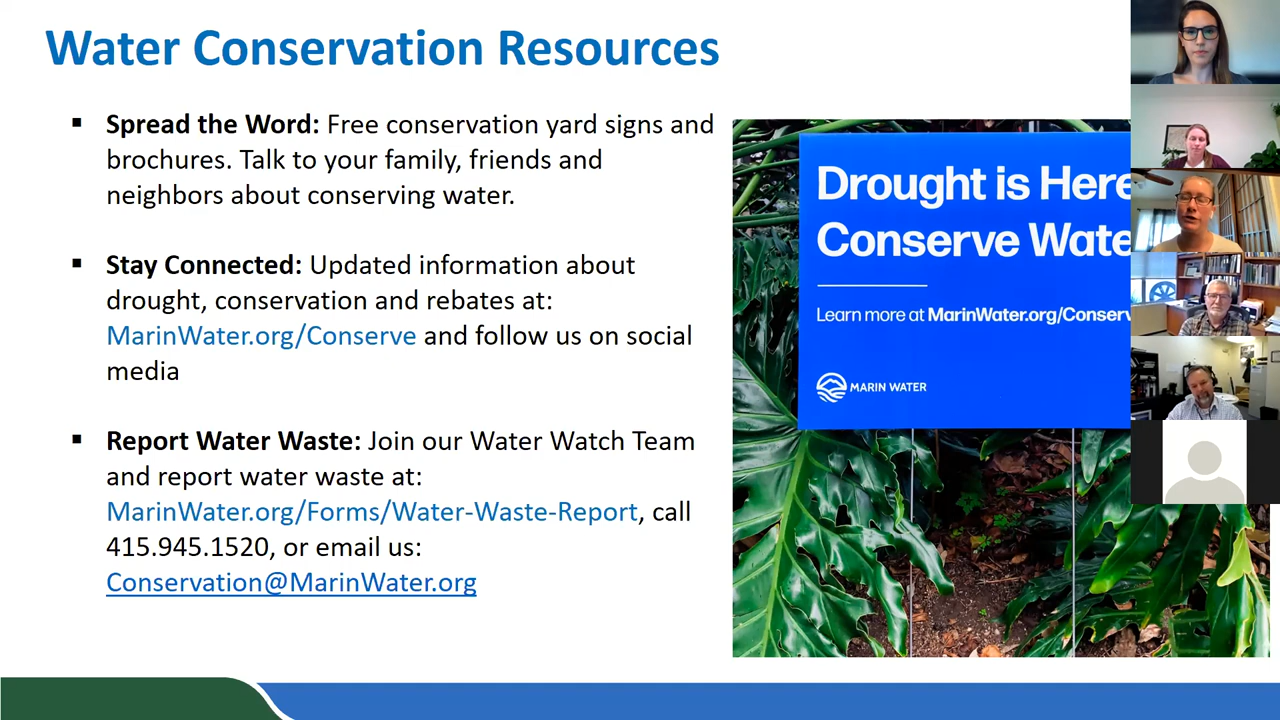 Water Conservation Resources
▪ Spread the Word: Free conservation yard signs and
brochures. Talk to your family, friends and
neighbors about conserving water.
▪ Stay Connected: Updated information about
drought, conservation and rebates at:
MarinWater.org/Conserve and follow us on social
media
▪ Report Water Waste: Join our Water Watch Team
and report water waste at:
MarinWater.org/Forms/Water-Waste-Report, call
415.945.1520, or email us:
Conservation@MarinWater.org
Drought is Here
Conserve Wate
Learn more at MarinWater.org/Conserv
MARIN WATER